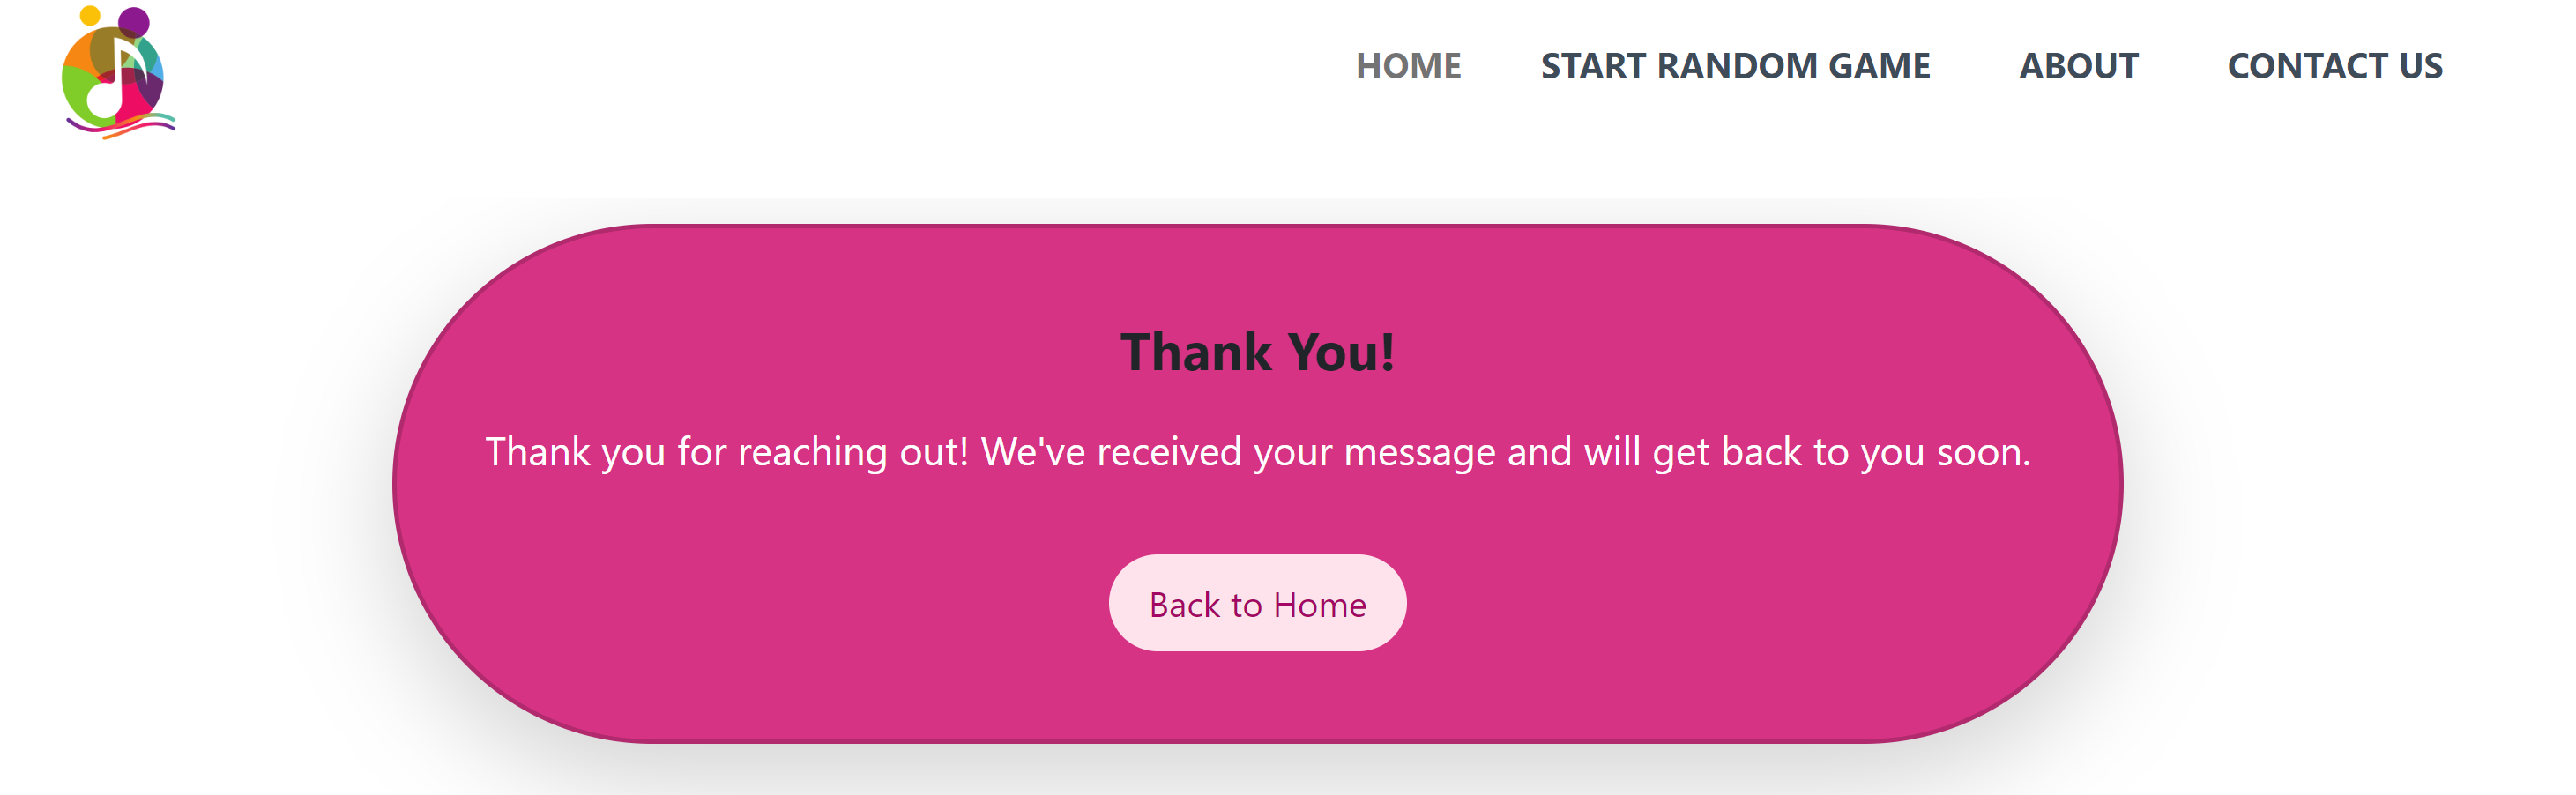 HOME START RANDOM GAME ABOUT CONTACT US
Thank You!
Thank you for reaching out! We've received your message and will get back to you soon.
Back to Home